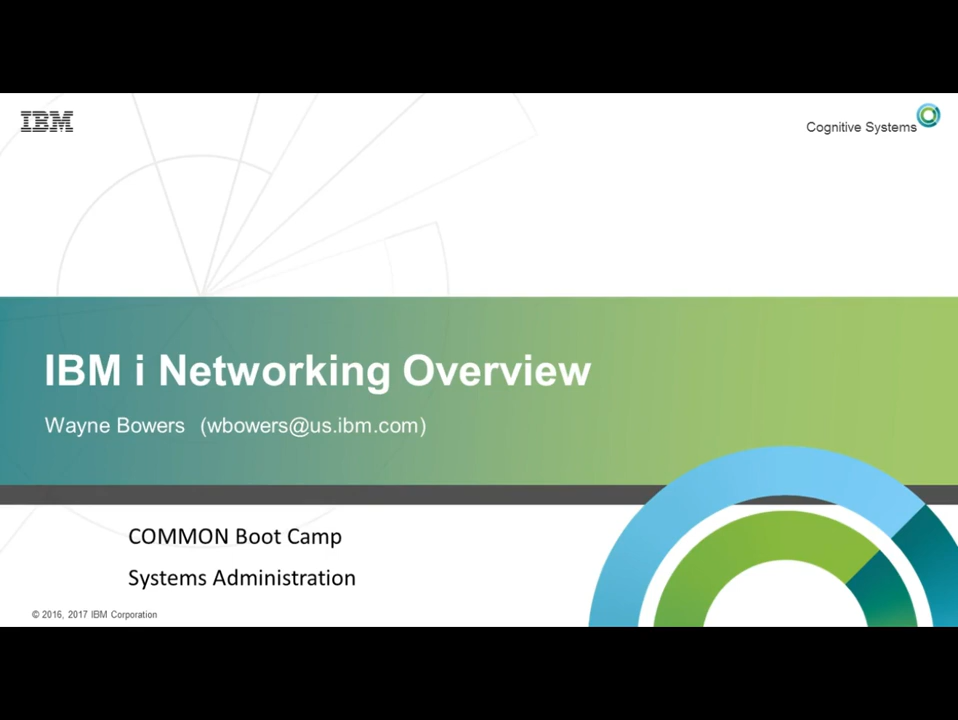 IBM
Cognitive Systems
IBM i Networking Overview
Wayne Bowers (wbowers@us.ibm.com)
COMMON Boot Camp
Systems Administration
© 2016, 2017 IBM Corporation